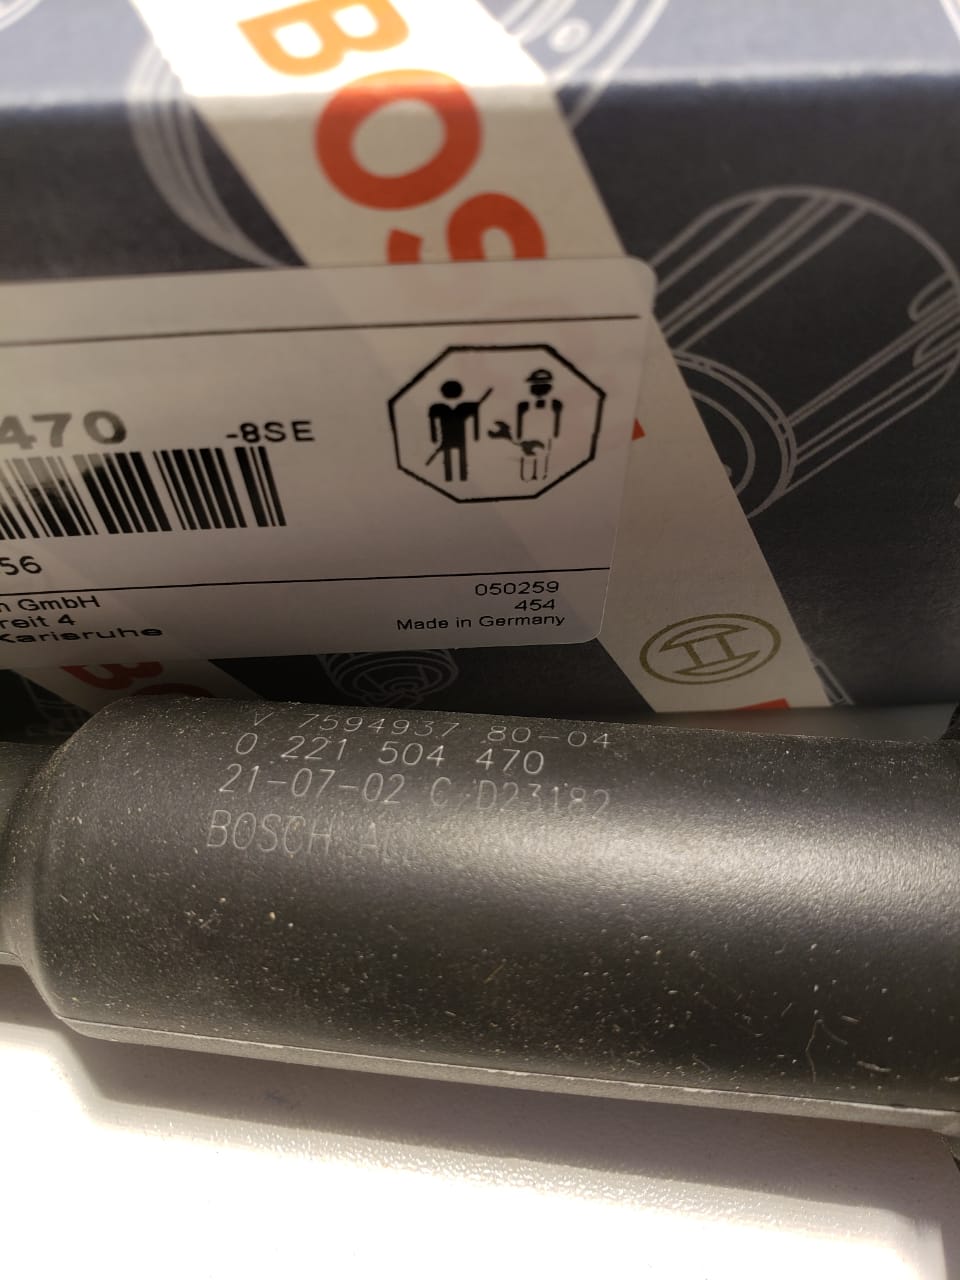 BOS
470
-8SE
56
n GmbH
reit 4
Karlsruhe
050259
454
Made in Germany
V 7594937 80-04
0 221 504 470
21-07-02 C D23182
BOSCH